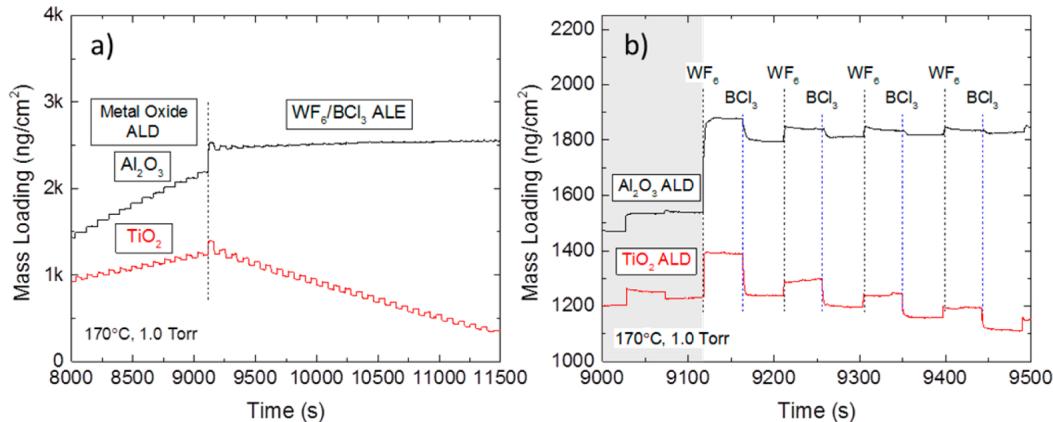 a)
Mass Loading (ng/cm²)
4k
3k
2k
1k
0
Metal Oxide
ALD
WF₆/BCl₃ ALE
Al₂O₃
TiO₂
170°C, 1.0 Torr
8000 8500 9000 9500 10000 10500 11000 11500
Time (s)
b)
Mass Loading (ng/cm²)
2200
2000
1800
1600
1400
1200
1000
WF₆ WF₆ WF₆ WF₆
BCl₃ BCl₃ BCl₃ BCl₃
Al₂O₃ ALD
TiO₂ ALD
170°C, 1.0 Torr
9000 9100 9200 9300 9400 9500
Time (s)